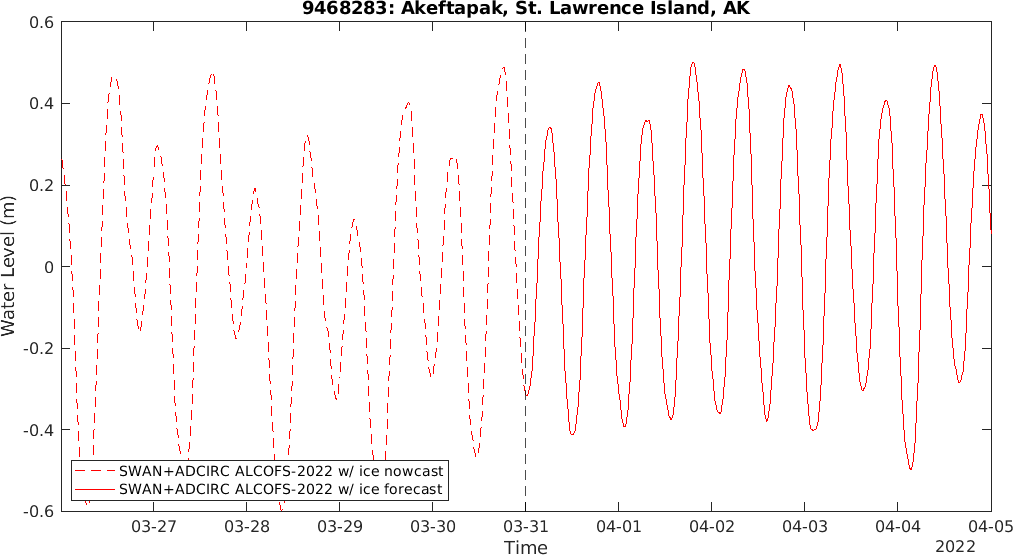 9468283: Akeftapak, St. Lawrence Island, AK
0.6
0.4
0.2
0
-0.2
-0.4
-0.6
Water Level (m)
SWAN+ADCIRC ALCOFS-2022 w/ ice nowcast
SWAN+ADCIRC ALCOFS-2022 w/ ice forecast
03-27 03-28 03-29 03-30 03-31 04-01 04-02 04-03 04-04 04-05
Time
2022